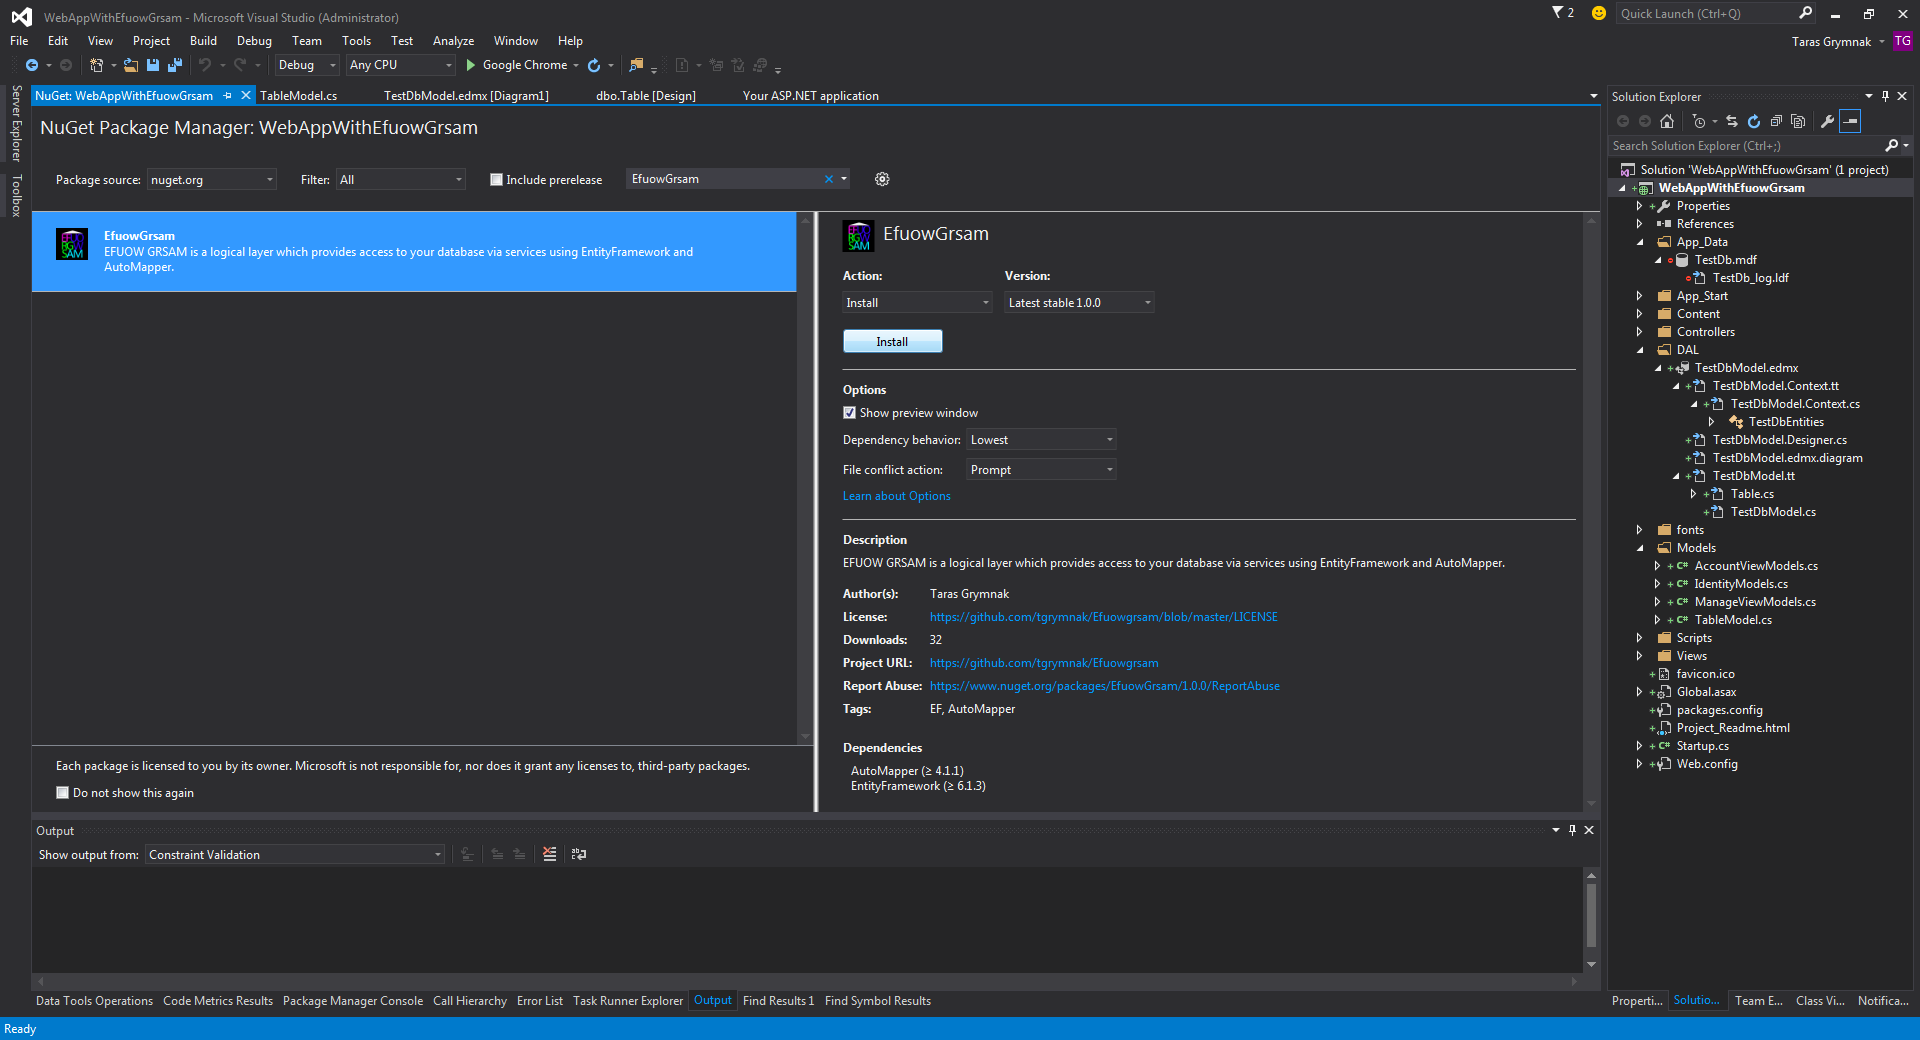 WebAppWithEfuowGrsam - Microsoft Visual Studio (Administrator)
2
Quick Launch (Ctrl+Q)
File Edit View Project Build Debug Team Tools Test Analyze Window Help
Taras Grymnak TG
Debug Any CPU Google Chrome
Server Explorer
Toolbox
NuGet: WebAppWithEfuowGrsam TableModel.cs TestDbModel.edmx [Diagram1] dbo.Table [Design] Your ASP.NET application
NuGet Package Manager: WebAppWithEfuowGrsam
Package source: nuget.org Filter: All Include prerelease EfuowGrsam
EfuowGrsam
EFUOW GRSAM is a logical layer which provides access to your database via services using EntityFramework and
AutoMapper.
Each package is licensed to you by its owner. Microsoft is not responsible for, nor does it grant any licenses to, third-party packages.
Do not show this again
EfuowGrsam
Action: Version:
Install Latest stable 1.0.0
Install
Options
Show preview window
Dependency behavior: Lowest
File conflict action: Prompt
Learn about Options
Description
EFUOW GRSAM is a logical layer which provides access to your database via services using EntityFramework and AutoMapper.
Author(s): Taras Grymnak
License: https://github.com/tgrymnak/Efuowgrsam/blob/master/LICENSE
Downloads: 32
Project URL: https://github.com/tgrymnak/Efuowgrsam
Report Abuse: https://www.nuget.org/packages/EfuowGrsam/1.0.0/ReportAbuse
Tags: EF, AutoMapper
Dependencies
AutoMapper (≥ 4.1.1)
EntityFramework (≥ 6.1.3)
Output
Show output from: Constraint Validation
Data Tools Operations Code Metrics Results Package Manager Console Call Hierarchy Error List Task Runner Explorer Output Find Results 1 Find Symbol Results
Solution Explorer
Search Solution Explorer (Ctrl+;)
Solution 'WebAppWithEfuowGrsam' (1 project)
WebAppWithEfuowGrsam
Properties
References
App_Data
TestDb.mdf
TestDb_log.ldf
App_Start
Content
Controllers
DAL
TestDbModel.edmx
TestDbModel.Context.tt
TestDbModel.Context.cs
TestDbEntities
TestDbModel.Designer.cs
TestDbModel.edmx.diagram
TestDbModel.tt
Table.cs
TestDbModel.cs
fonts
Models
C# AccountViewModels.cs
C# IdentityModels.cs
C# ManageViewModels.cs
C# TableModel.cs
Scripts
Views
favicon.ico
Global.asax
packages.config
Project_Readme.html
C# Startup.cs
Web.config
Properti... Solutio... Team E... Class Vi... Notifica...
Ready